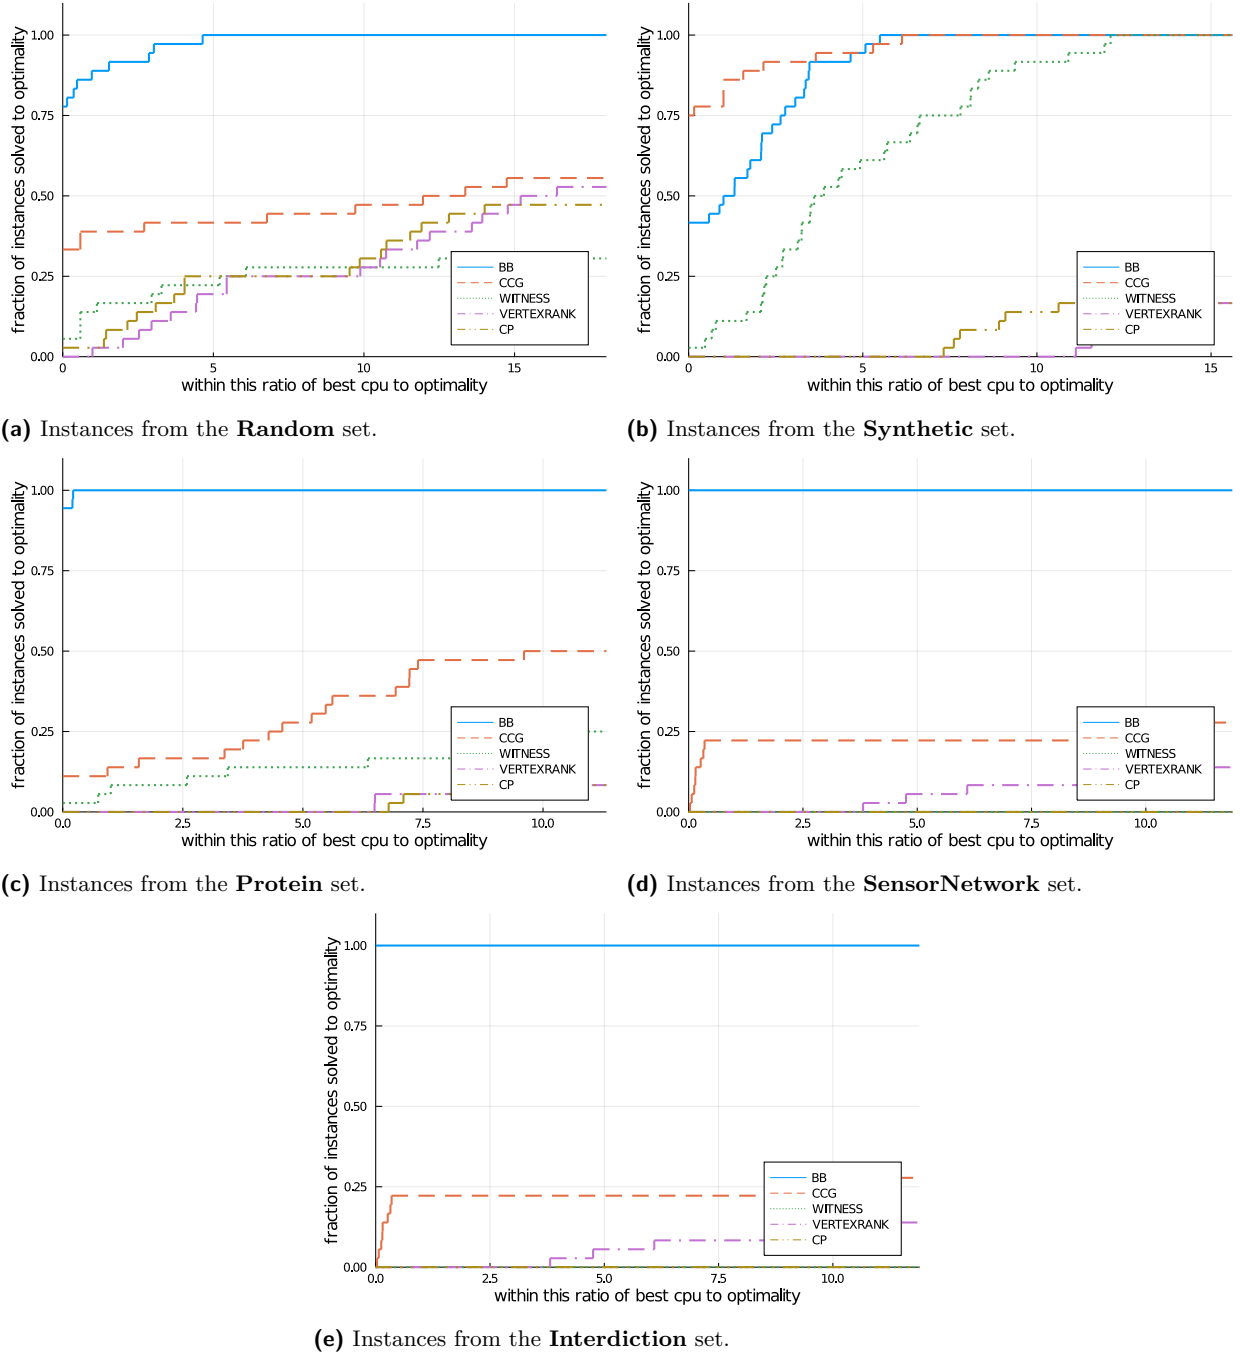 fraction of instances solved to optimality
1.00
0.75
0.50
0.25
0.00
BB
CCG
WITNESS
VERTEXRANK
CP
0 5 10 15
within this ratio of best cpu to optimality
(a) Instances from the Random set.
fraction of instances solved to optimality
1.00
0.75
0.50
0.25
0.00
BB
CCG
WITNESS
VERTEXRANK
CP
0 5 10 15
within this ratio of best cpu to optimality
(b) Instances from the Synthetic set.
fraction of instances solved to optimality
1.00
0.75
0.50
0.25
0.00
BB
CCG
WITNESS
VERTEXRANK
CP
0.0 2.5 5.0 7.5 10.0
within this ratio of best cpu to optimality
(c) Instances from the Protein set.
fraction of instances solved to optimality
1.00
0.75
0.50
0.25
0.00
BB
CCG
WITNESS
VERTEXRANK
CP
0.0 2.5 5.0 7.5 10.0
within this ratio of best cpu to optimality
(d) Instances from the SensorNetwork set.
fraction of instances solved to optimality
1.00
0.75
0.50
0.25
0.00
BB
CCG
WITNESS
VERTEXRANK
CP
0.0 2.5 5.0 7.5 10.0
within this ratio of best cpu to optimality
(e) Instances from the Interdiction set.